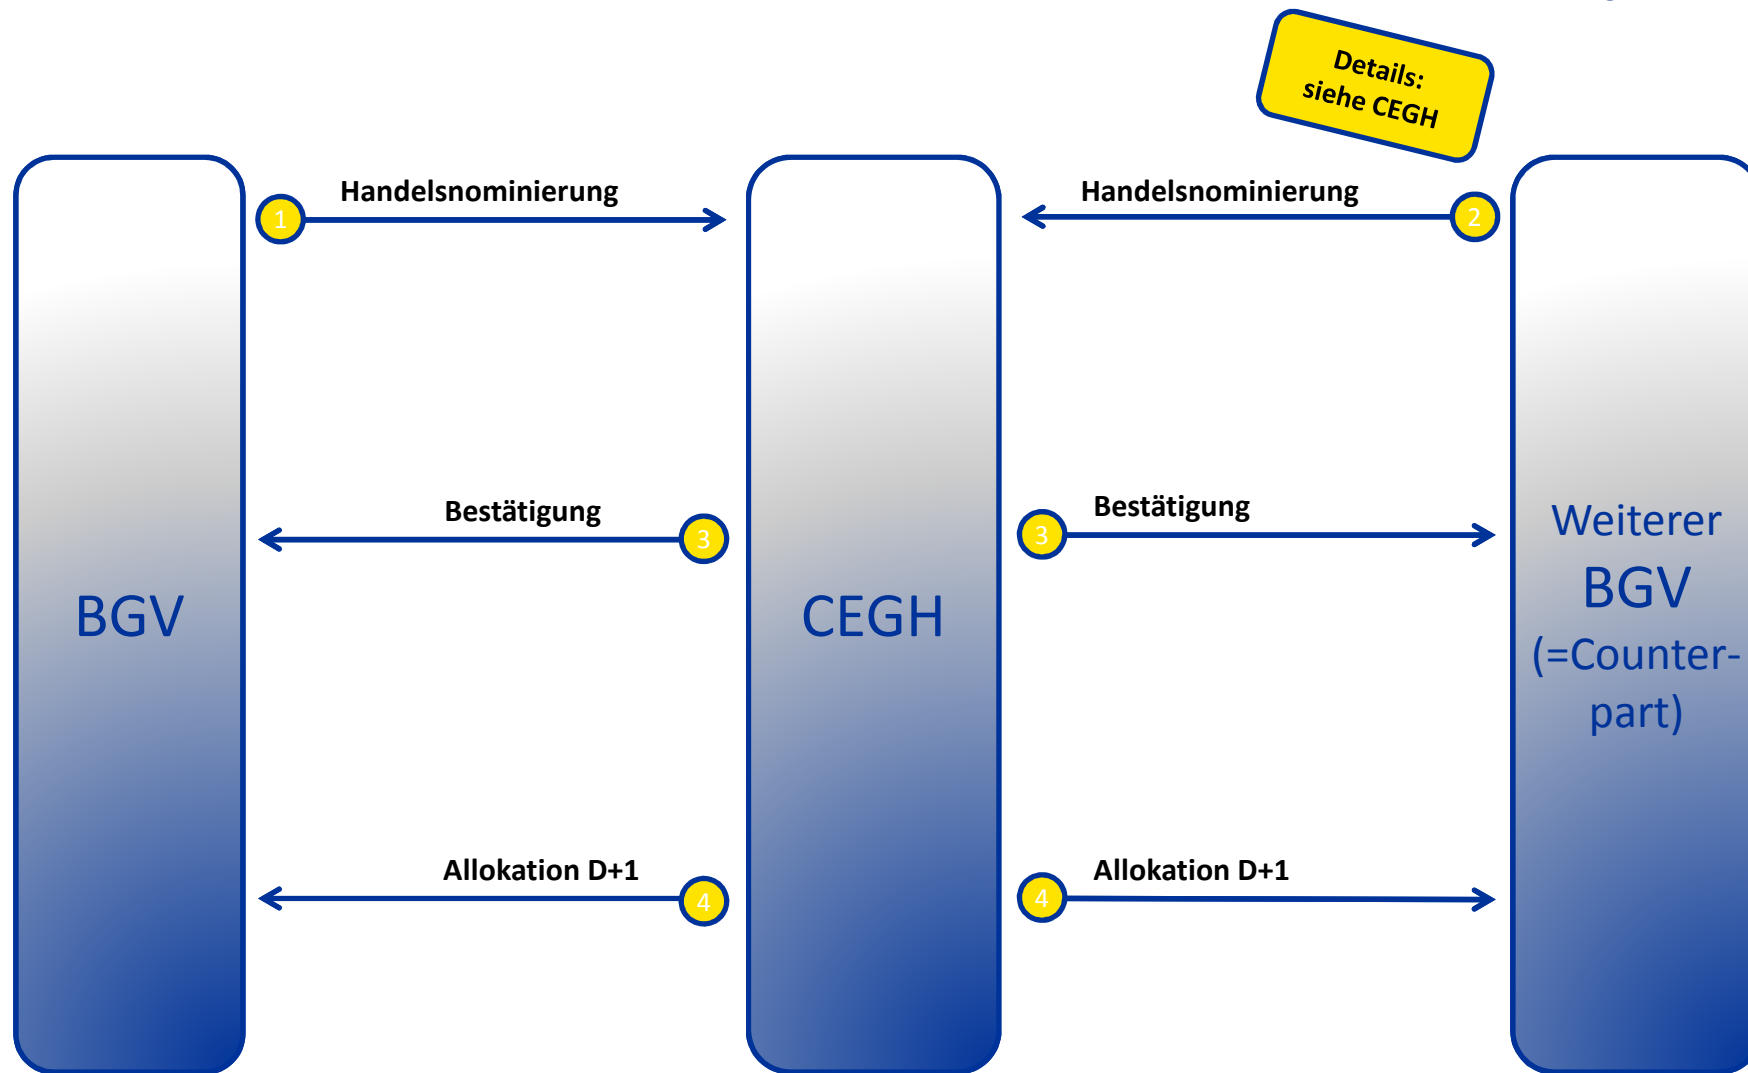 Details:
siehe CEGH
Handelsnominierung
Handelsnominierung
1
2
Bestätigung
Bestätigung
3
3
BGV
CEGH
Weiterer
BGV
(=Counter-
part)
Allokation D+1
Allokation D+1
4
4